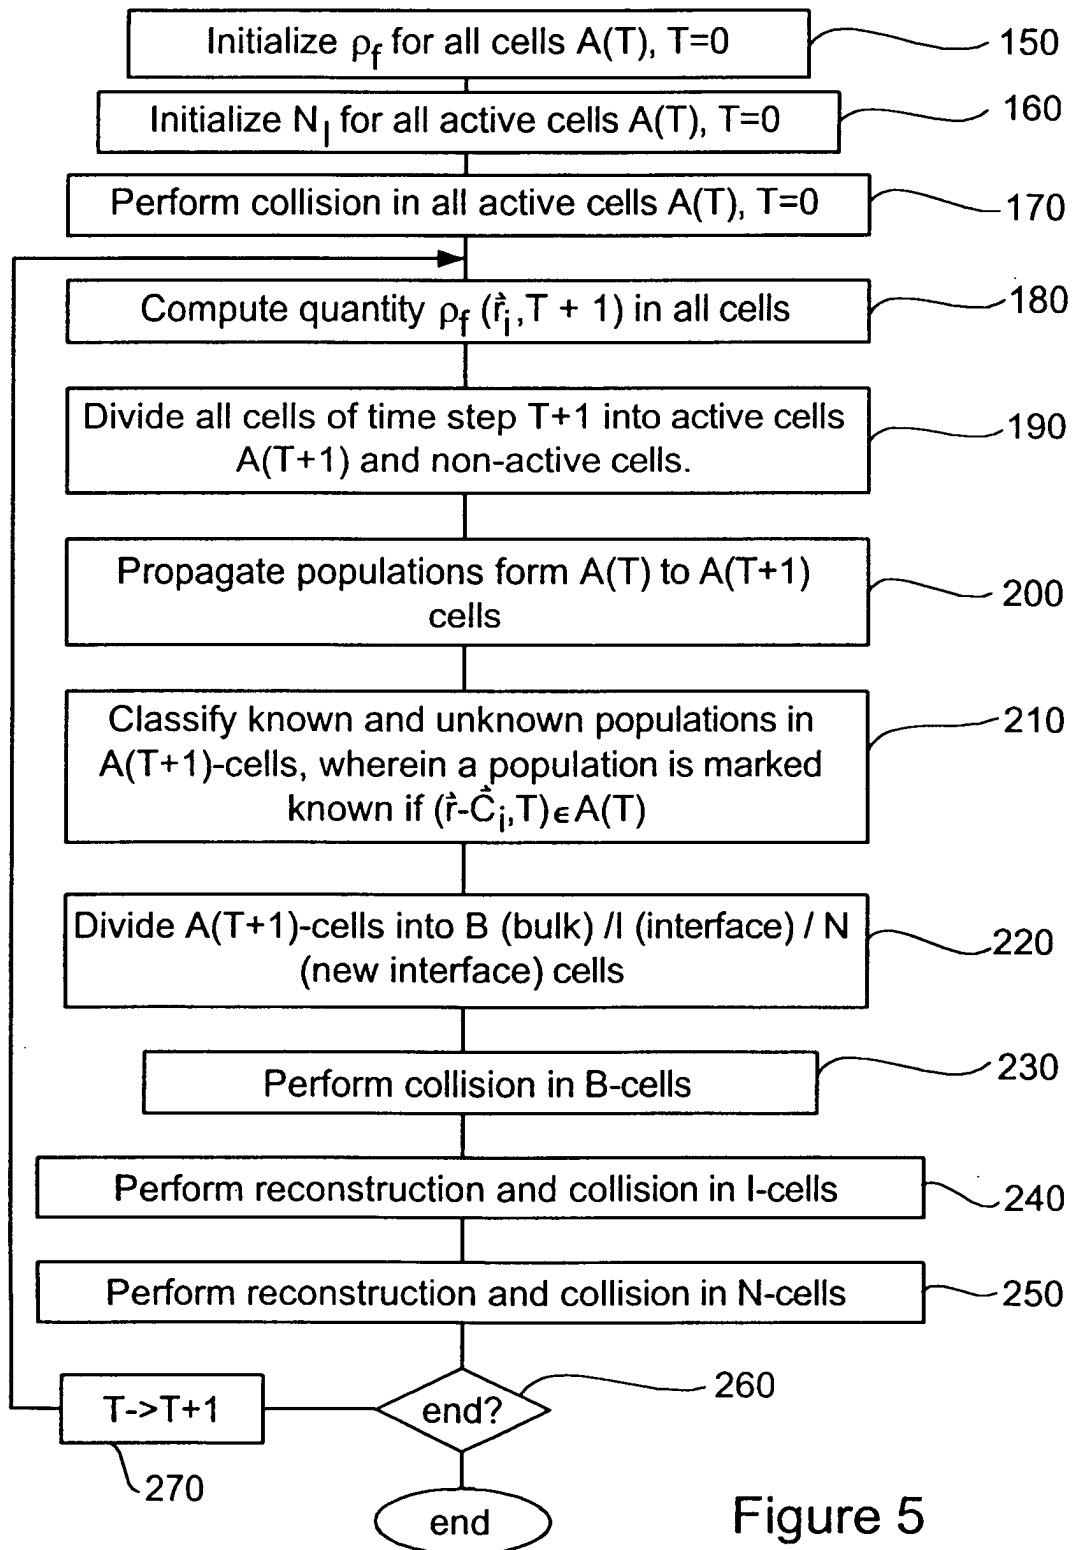 Initialize ρf for all cells A(T), T=0
150
Initialize Nl for all active cells A(T), T=0
160
Perform collision in all active cells A(T), T=0
170
Compute quantity ρf (r⃗i,T + 1) in all cells
180
Divide all cells of time step T+1 into active cells
A(T+1) and non-active cells.
190
Propagate populations form A(T) to A(T+1)
cells
200
Classify known and unknown populations in
A(T+1)-cells, wherein a population is marked
known if (r⃗-C⃗i,T)ϵA(T)
210
Divide A(T+1)-cells into B (bulk) /I (interface) / N
(new interface) cells
220
Perform collision in B-cells
230
Perform reconstruction and collision in I-cells
240
Perform reconstruction and collision in N-cells
250
end?
260
T->T+1
270
end
Figure 5